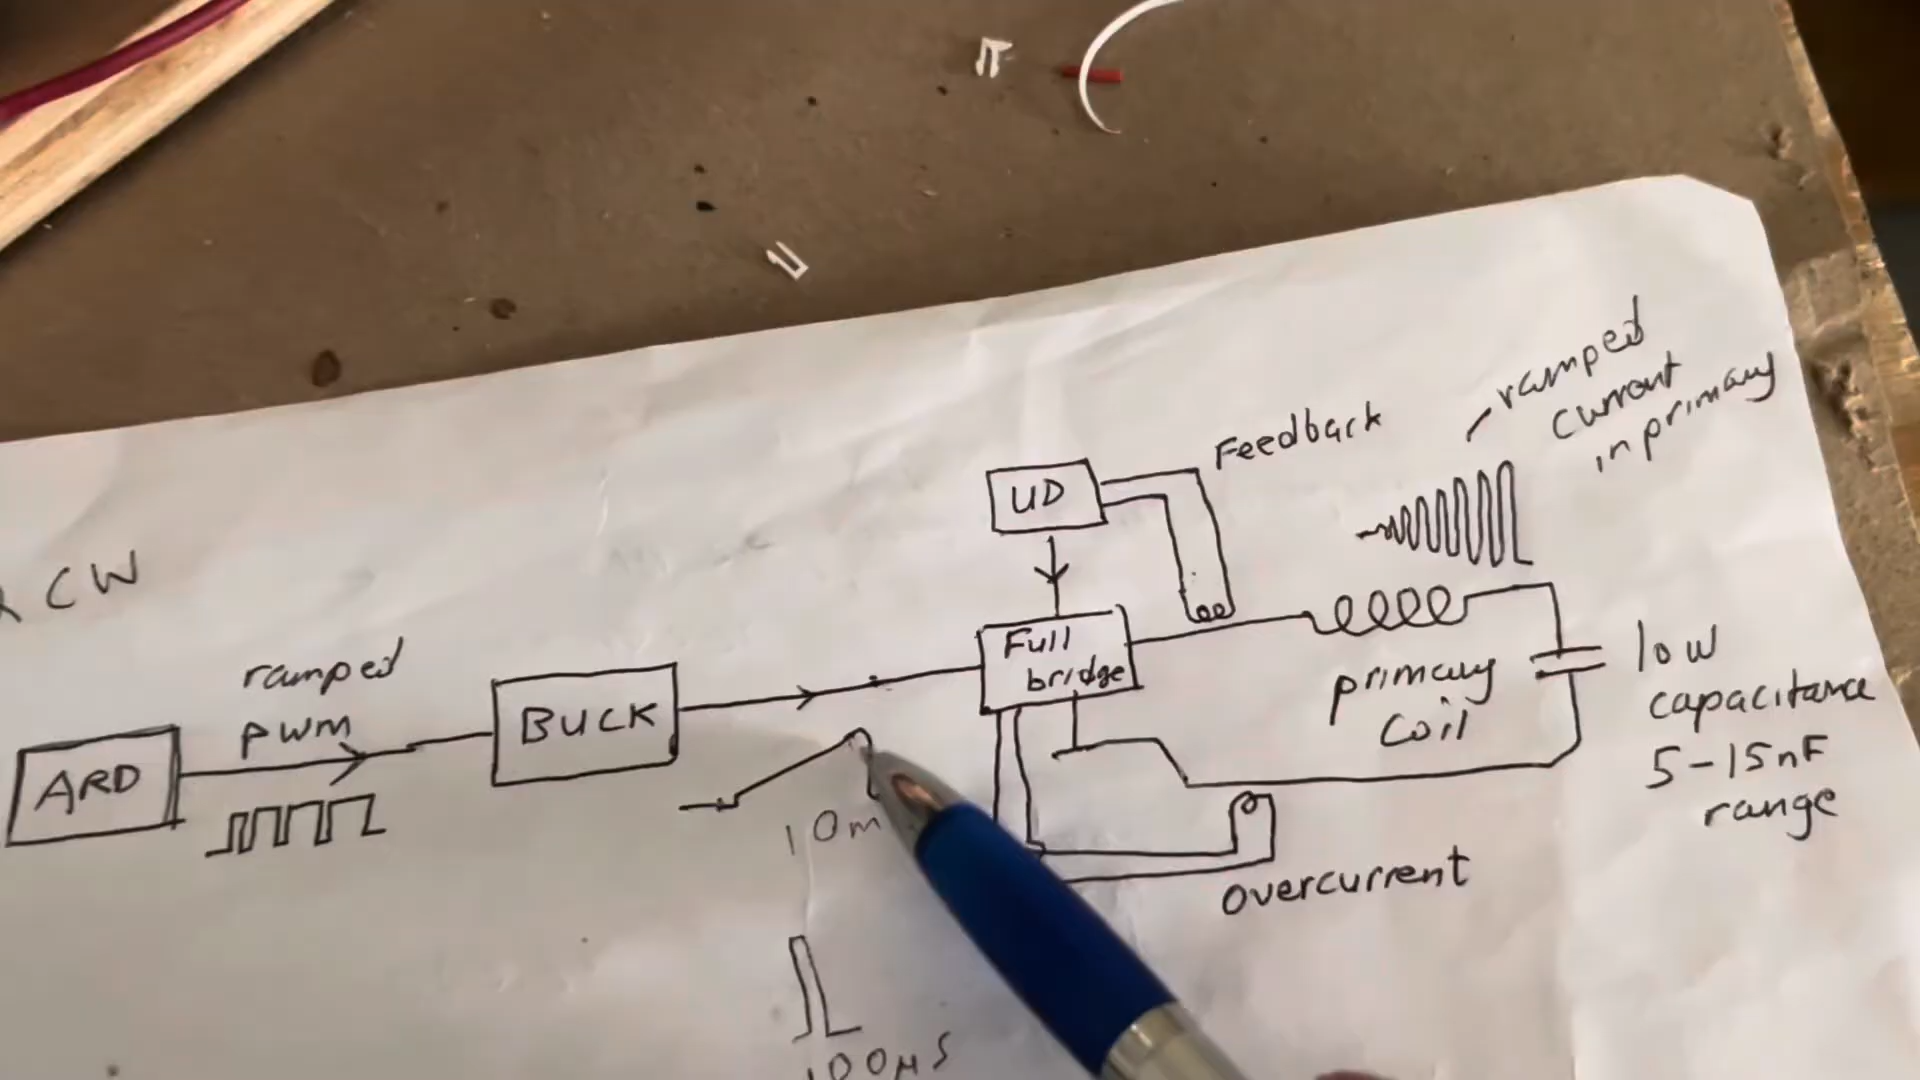 CW
ramped
pwm
ARD
BUCK
10m
100µs
UD
Feedback
Full
bridge
ramped
current
in primary
primary
coil
low
capacitance
5-15nF
range
overcurrent